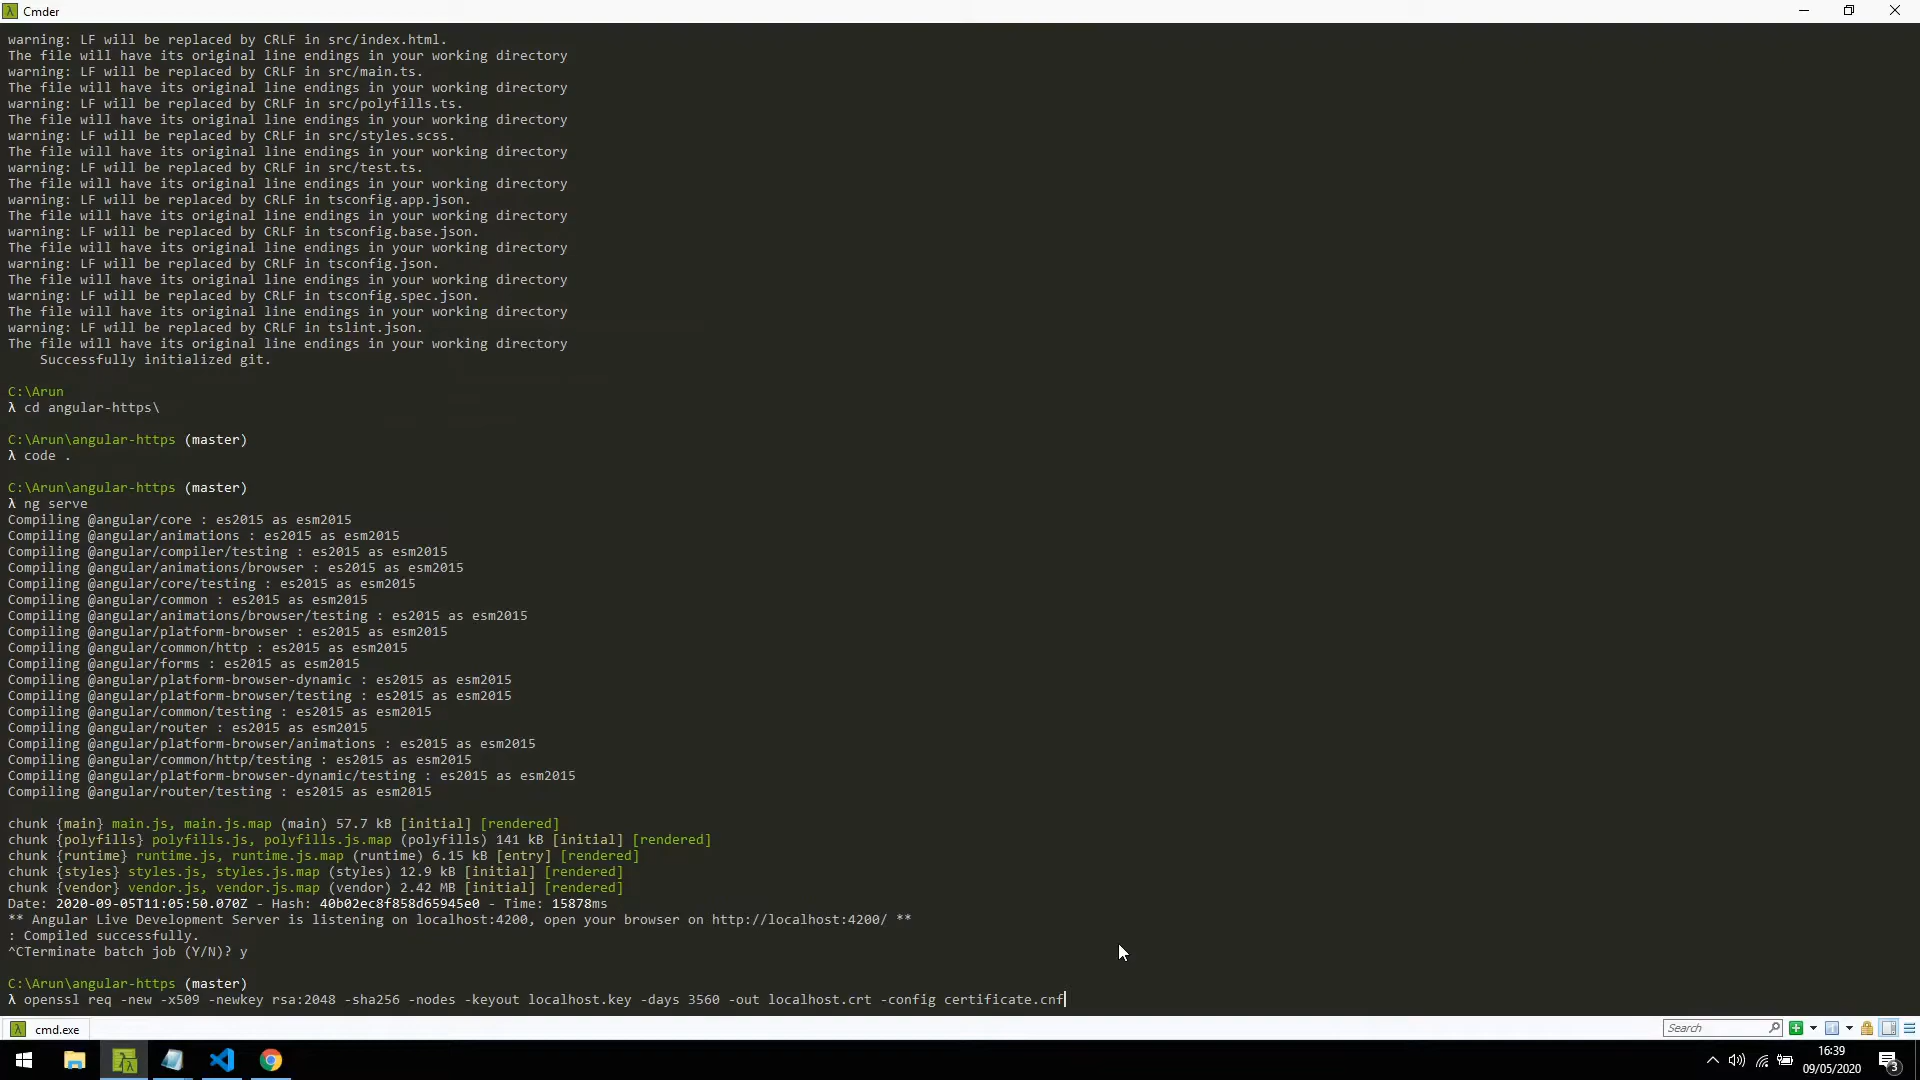 Cmder
warning: LF will be replaced by CRLF in src/index.html.
The file will have its original line endings in your working directory
warning: LF will be replaced by CRLF in src/main.ts.
The file will have its original line endings in your working directory
warning: LF will be replaced by CRLF in src/polyfills.ts.
The file will have its original line endings in your working directory
warning: LF will be replaced by CRLF in src/styles.scss.
The file will have its original line endings in your working directory
warning: LF will be replaced by CRLF in src/test.ts.
The file will have its original line endings in your working directory
warning: LF will be replaced by CRLF in tsconfig.app.json.
The file will have its original line endings in your working directory
warning: LF will be replaced by CRLF in tsconfig.base.json.
The file will have its original line endings in your working directory
warning: LF will be replaced by CRLF in tsconfig.json.
The file will have its original line endings in your working directory
warning: LF will be replaced by CRLF in tsconfig.spec.json.
The file will have its original line endings in your working directory
warning: LF will be replaced by CRLF in tslint.json.
The file will have its original line endings in your working directory
Successfully initialized git.
C:\Arun
λ cd angular-https\
C:\Arun\angular-https (master)
λ code .
C:\Arun\angular-https (master)
λ ng serve
Compiling @angular/core : es2015 as esm2015
Compiling @angular/animations : es2015 as esm2015
Compiling @angular/compiler/testing : es2015 as esm2015
Compiling @angular/animations/browser : es2015 as esm2015
Compiling @angular/core/testing : es2015 as esm2015
Compiling @angular/common : es2015 as esm2015
Compiling @angular/animations/browser/testing : es2015 as esm2015
Compiling @angular/platform-browser : es2015 as esm2015
Compiling @angular/common/http : es2015 as esm2015
Compiling @angular/forms : es2015 as esm2015
Compiling @angular/platform-browser-dynamic : es2015 as esm2015
Compiling @angular/platform-browser/testing : es2015 as esm2015
Compiling @angular/common/testing : es2015 as esm2015
Compiling @angular/router : es2015 as esm2015
Compiling @angular/platform-browser/animations : es2015 as esm2015
Compiling @angular/common/http/testing : es2015 as esm2015
Compiling @angular/platform-browser-dynamic/testing : es2015 as esm2015
Compiling @angular/router/testing : es2015 as esm2015
chunk {main} main.js, main.js.map (main) 57.7 kB [initial] [rendered]
chunk {polyfills} polyfills.js, polyfills.js.map (polyfills) 141 kB [initial] [rendered]
chunk {runtime} runtime.js, runtime.js.map (runtime) 6.15 kB [entry] [rendered]
chunk {styles} styles.js, styles.js.map (styles) 12.9 kB [initial] [rendered]
chunk {vendor} vendor.js, vendor.js.map (vendor) 2.42 MB [initial] [rendered]
Date: 2020-09-05T11:05:50.070Z - Hash: 40b02ec8f858d65945e0 - Time: 15878ms
** Angular Live Development Server is listening on localhost:4200, open your browser on http://localhost:4200/ **
: Compiled successfully.
^CTerminate batch job (Y/N)? y
C:\Arun\angular-https (master)
λ openssl req -new -x509 -newkey rsa:2048 -sha256 -nodes -keyout localhost.key -days 3560 -out localhost.crt -config certificate.cnf
cmd.exe
Search
16:39
09/05/2020
3